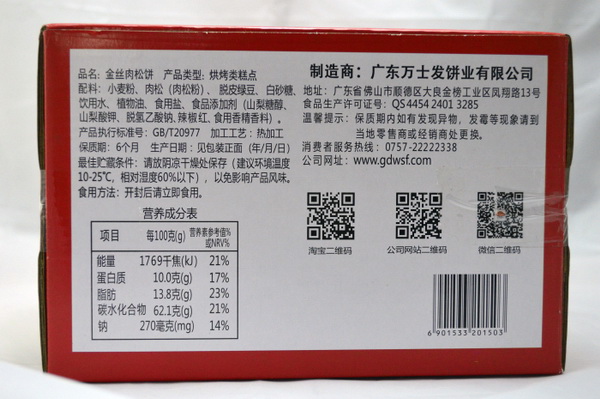 品名：金丝肉松饼 产品类型：烘烤类糕点
配料：小麦粉、肉松（肉松粉）、脱皮绿豆、白砂糖、
饮用水、植物油、食用盐、食品添加剂（山梨糖醇、
山梨酸钾、脱氢乙酸钠、辣椒红、食用香精香料）。
产品执行标准号：GB/T20977 加工工艺：热加工
保质期：6个月 生产日期：见包装正面（年/月/日）
最佳贮藏条件：请放阴凉干燥处保存（建议环境温度
10-25℃，相对湿度60%以下），以免影响产品风味。
食用方法：开封后请立即食用。
营养成分表
项目 每100克(g) 营养素参考值%或NRV%
能量 1769千焦(kJ) 21%
蛋白质 10.0克(g) 17%
脂肪 13.8克(g) 23%
碳水化合物 62.1克(g) 21%
钠 270毫克(mg) 14%
制造商：广东万士发饼业有限公司
地址：广东省佛山市顺德区大良金榜工业区凤翔路13号
食品生产许可证号：QS4454 2401 3285
温馨提示：保质期内如有发现异物，发霉等现象请到
当地零售商或经销商处更换。
消费者服务热线：0757-22222338
公司网址：www.gdwsf.com
淘宝二维码
公司网站二维码
微信二维码
6 901533 201503